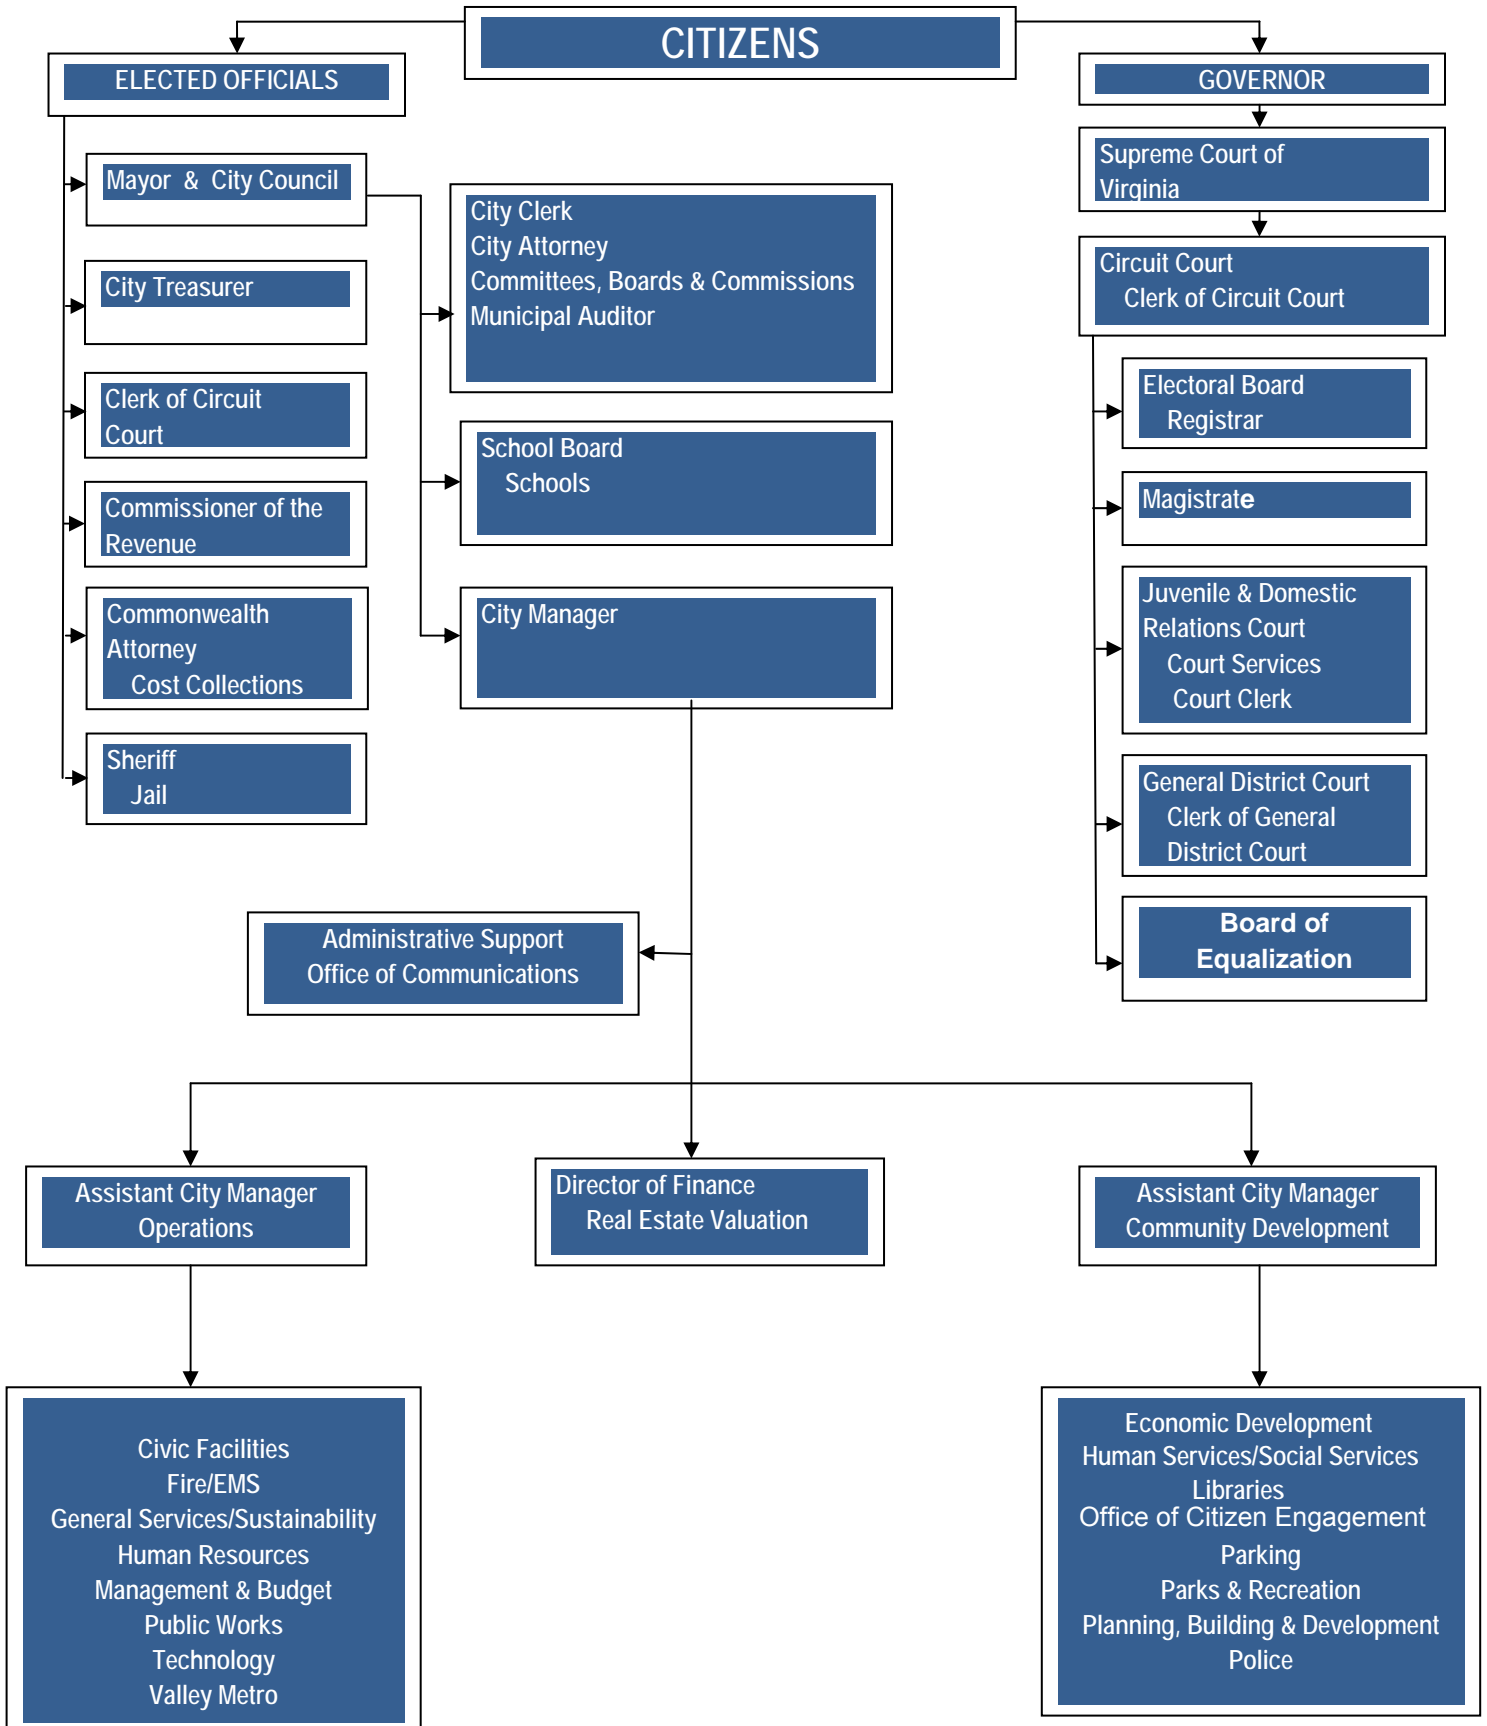 CITIZENS
ELECTED OFFICIALS
GOVERNOR
Mayor & City Council
City Treasurer
Clerk of Circuit
Court
Commissioner of the
Revenue
Commonwealth
Attorney
Cost Collections
Sheriff
Jail
City Clerk
City Attorney
Committees, Boards & Commissions
Municipal Auditor
School Board
Schools
City Manager
Supreme Court of
Virginia
Circuit Court
Clerk of Circuit Court
Electoral Board
Registrar
Magistrate
Juvenile & Domestic
Relations Court
Court Services
Court Clerk
General District Court
Clerk of General
District Court
Board of
Equalization
Administrative Support
Office of Communications
Assistant City Manager
Operations
Director of Finance
Real Estate Valuation
Assistant City Manager
Community Development
Civic Facilities
Fire/EMS
General Services/Sustainability
Human Resources
Management & Budget
Public Works
Technology
Valley Metro
Economic Development
Human Services/Social Services
Libraries
Office of Citizen Engagement
Parking
Parks & Recreation
Planning, Building & Development
Police